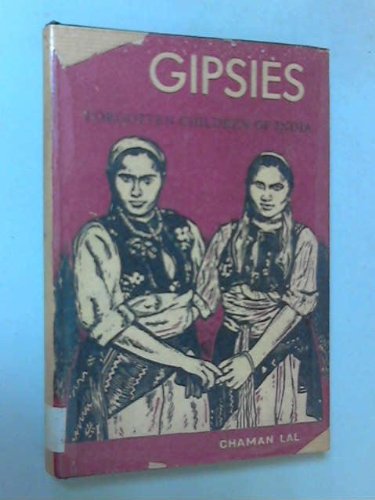 GIPSIES
FORGOTTEN CHILDREN OF INDIA
CHAMAN LAL